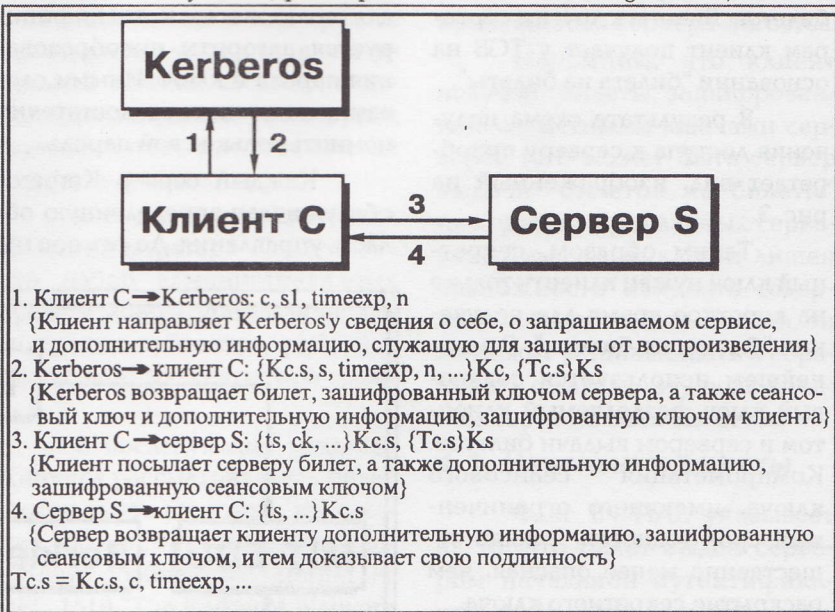 Kerberos
1 2
Клиент C
3
4
Сервер S
1. Клиент C → Kerberos: c, s1, timeexp, n
{Клиент направляет Kerberos'у сведения о себе, о запрашиваемом сервисе,
и дополнительную информацию, лужащую для защиты от воспроизведения}
2. Kerberos → клиент C: {Kc.s, s, timeexp, n,...}Kc, {Tc.s}Ks
{Kerberos возвращает билет, зашифрованный ключом сервера, а также сеансо-
вый ключ и дополнительную информацию, зашифрованную ключом клиента}
3. Клиент C → сервер S: {ts, ck, ...}Kc.s, {Tc.s}Ks
{Клиент посылает серверу билет, а также дополнительную информацию,
зашифрованную сеансовым ключом}
4. Сервер S → клиент C: {ts, ...}Kc.s
{Сервер возвращает клиенту дополнительную информацию, зашифрованную
сеансовым ключом, и тем доказывает свою подлинность}
Tc.s = Kc.s, c, timeexp,...